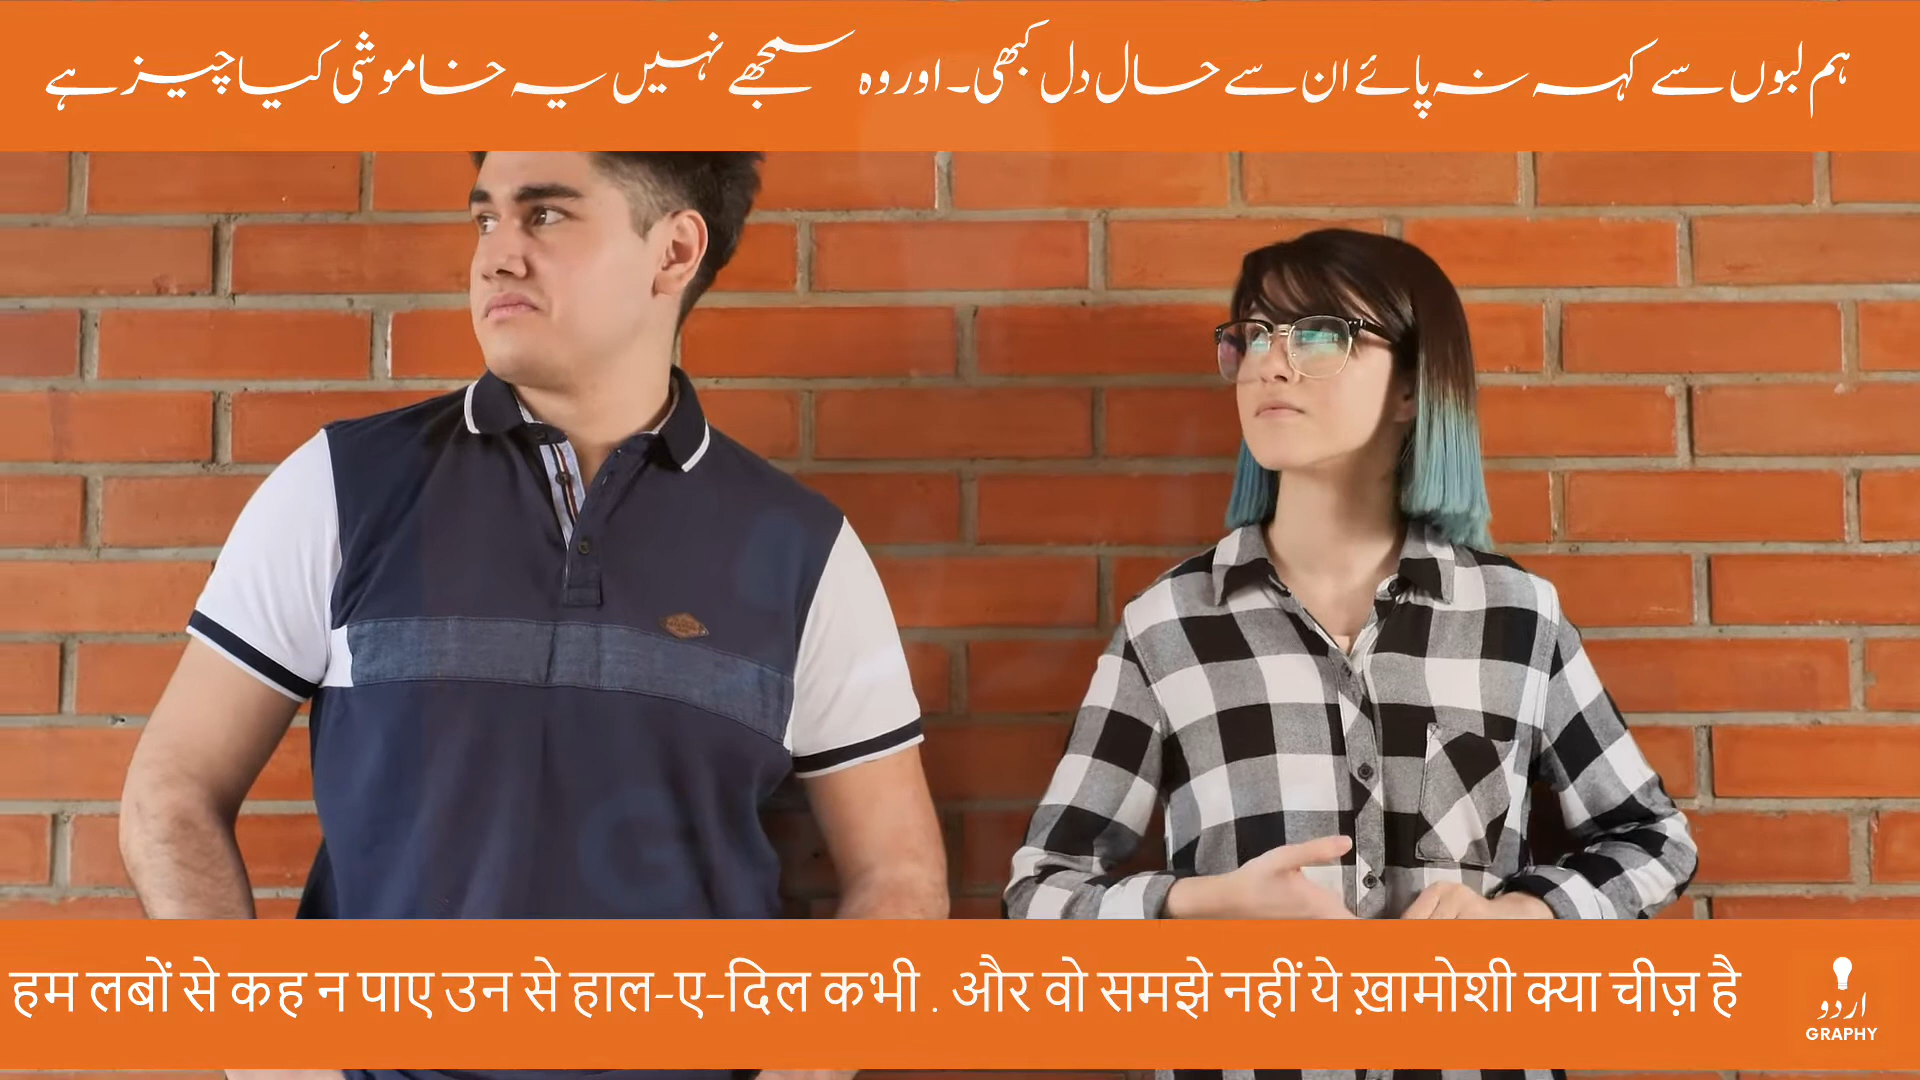 ہم لبوں سے کہہ نہ پائے ان سے حال دل کبھی۔ اور وہ سمجھے نہیں یہ خاموشی کیا چیز ہے
हम लबों से कह न पाए उन से हाल-ए-दिल कभी . और वो समझे नहीं ये ख़ामोशी क्या चीज़ है
اردو
GRAPHY